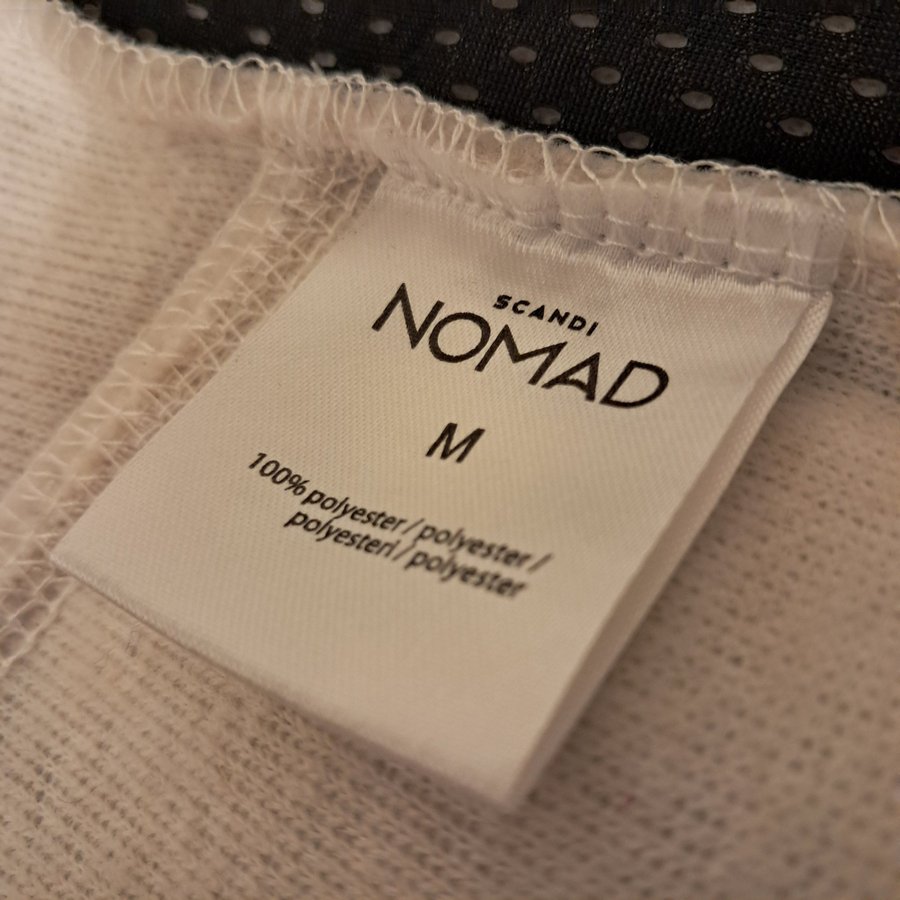 SCANDI
NOMAD
M
100% polyester / polyester /
polyesteri / polyester